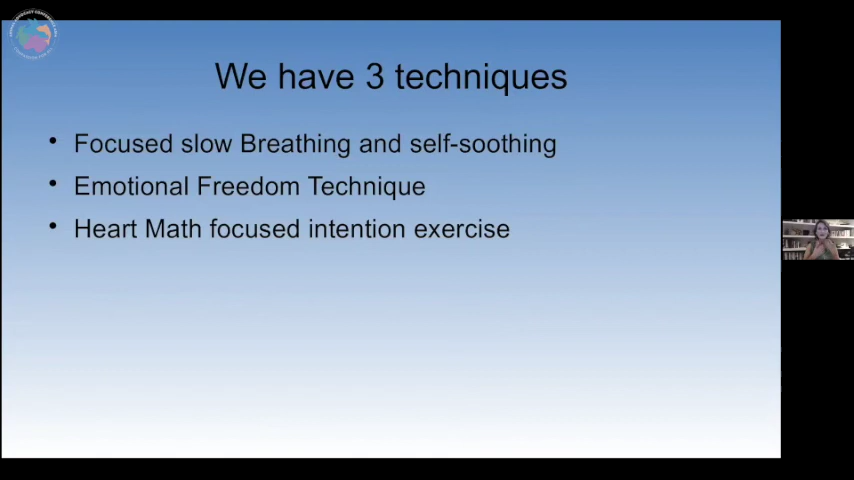 We have 3 techniques
• Focused slow Breathing and self-soothing
• Emotional Freedom Technique
• Heart Math focused intention exercise